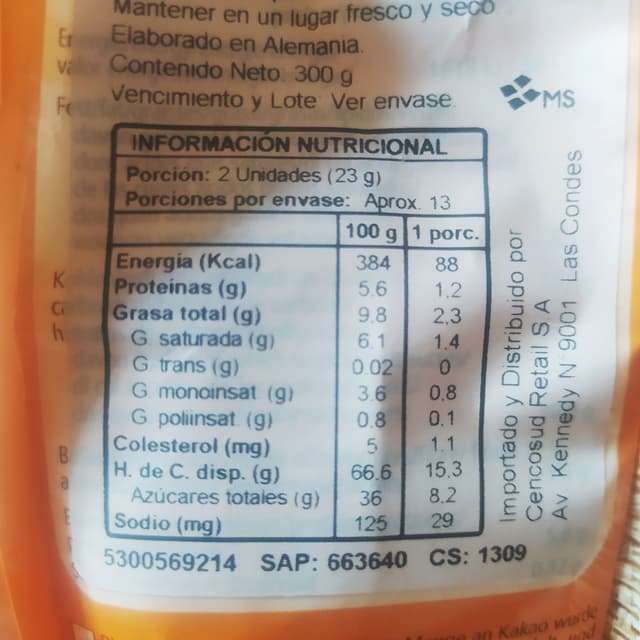 Mantener en un lugar fresco y seco
Elaborado en Alemania.
Contenido Neto: 300 g
Vencimiento y Lote Ver envase.
MS
INFORMACIÓN NUTRICIONAL
Porción: 2 Unidades (23 g)
Porciones por envase: Aprox. 13
100 g 1 porc.
Energía (Kcal) 384 88
Proteínas (g) 5.6 1.2
Grasa total (g) 9.8 2,3
G. saturada (g) 6.1 1.4
G. trans (g) 0.02 0
G. monoinsat. (g) 3.6 0.8
G. poliinsat. (g) 0.8 0.1
Colesterol (mg) 5 1.1
H. de C. disp. (g) 66.6 15,3
Azúcares totales (g) 36 8,2
Sodio (mg) 125 29
5300569214 SAP: 663640 CS: 1309
Importado y Distribuido por
Cencosud Retail S.A
Av. Kennedy N°9001 Las Condes
an Kakao wurde